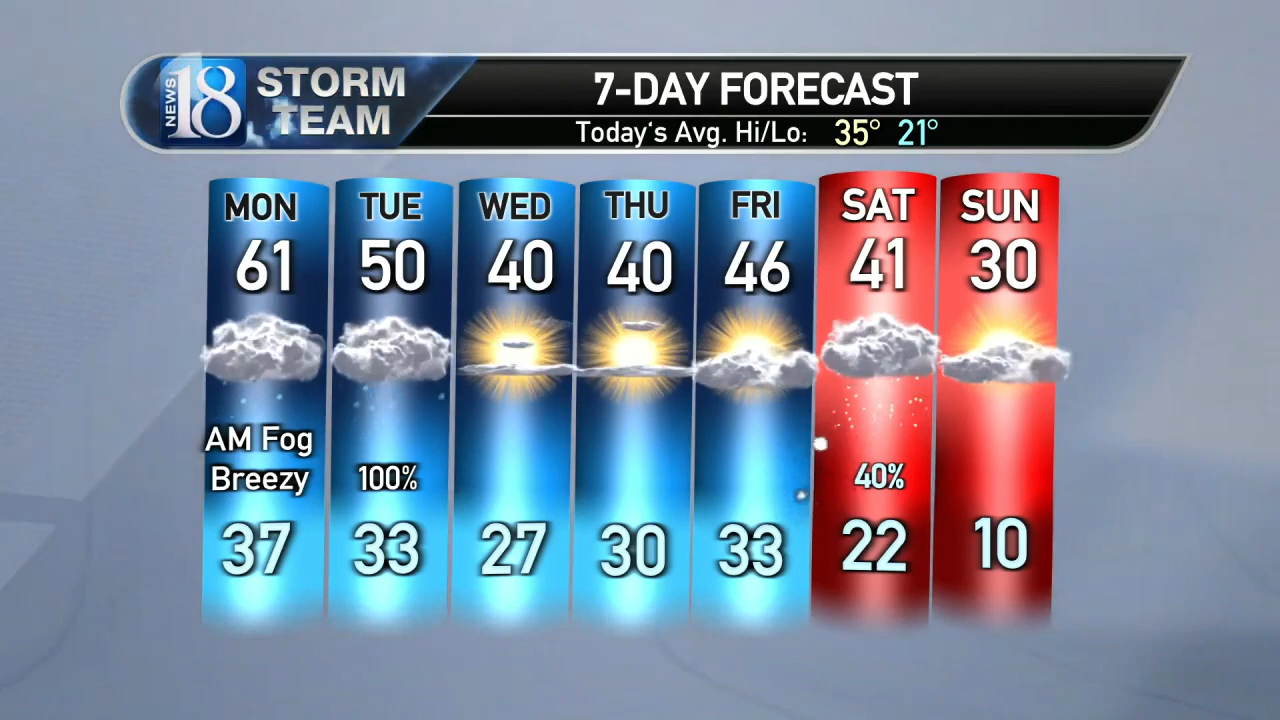 NEWS 18 STORM TEAM
7-DAY FORECAST
Today's Avg. Hi/Lo: 35° 21°
MON TUE WED THU FRI SAT SUN
61 50 40 40 46 41 30
AM Fog
Breezy 100% 40%
37 33 27 30 33 22 10